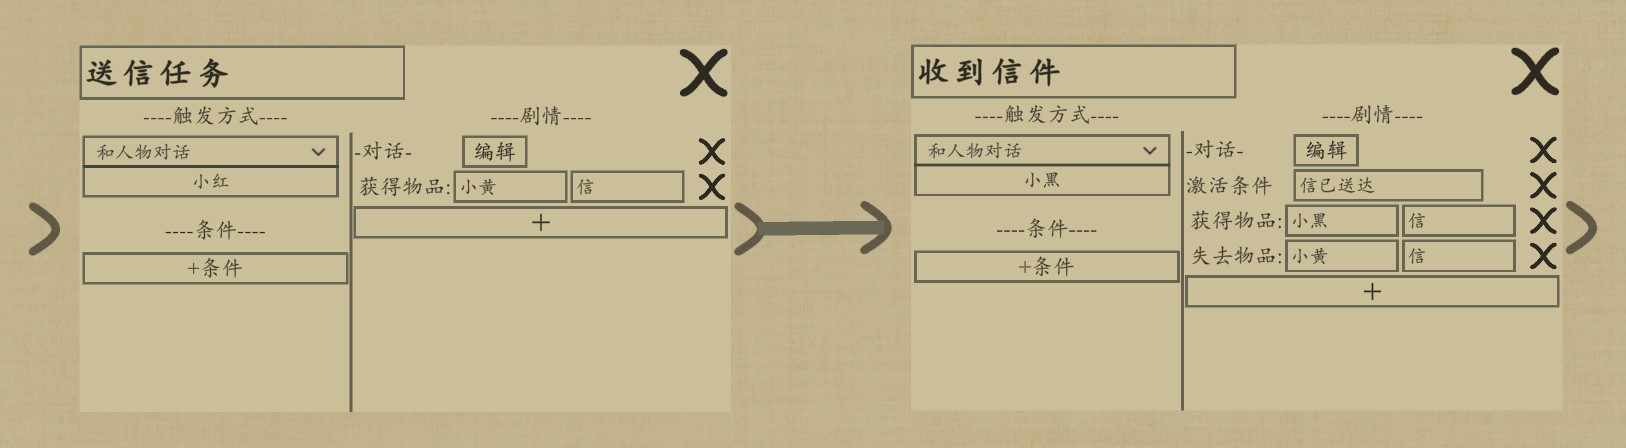 送信任务
----触发方式----
----剧情----
和人物对话
-对话-
编辑
小红
获得物品:
小黄
信
+
----条件----
+条件
收到信件
----触发方式----
----剧情----
和人物对话
-对话-
编辑
小黑
激活条件
信已送达
获得物品:
小黑
信
----条件----
失去物品:
小黄
信
+条件
+